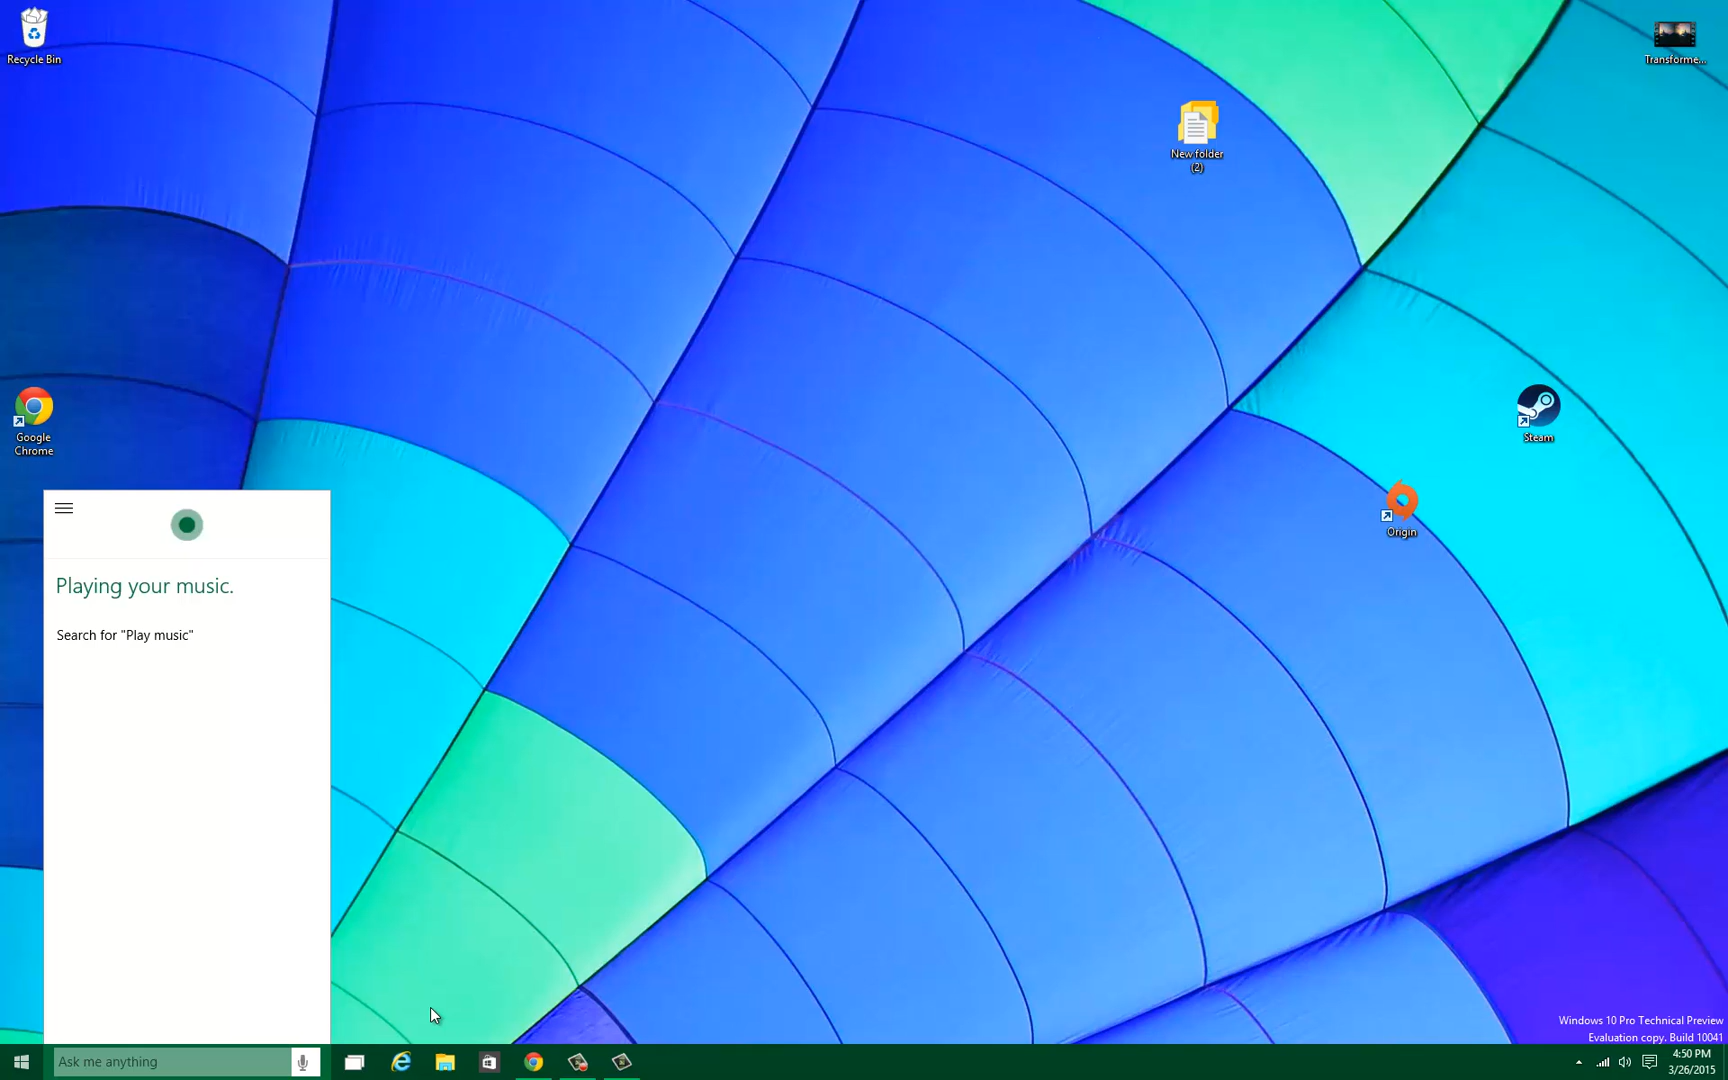 Recycle Bin
Transforme...
New folder
(2)
Google
Chrome
Steam
Origin
Playing your music.
Search for "Play music"
Windows 10 Pro Technical Preview
Evaluation copy. Build 10041
Ask me anything
4:50 PM
3/26/2015